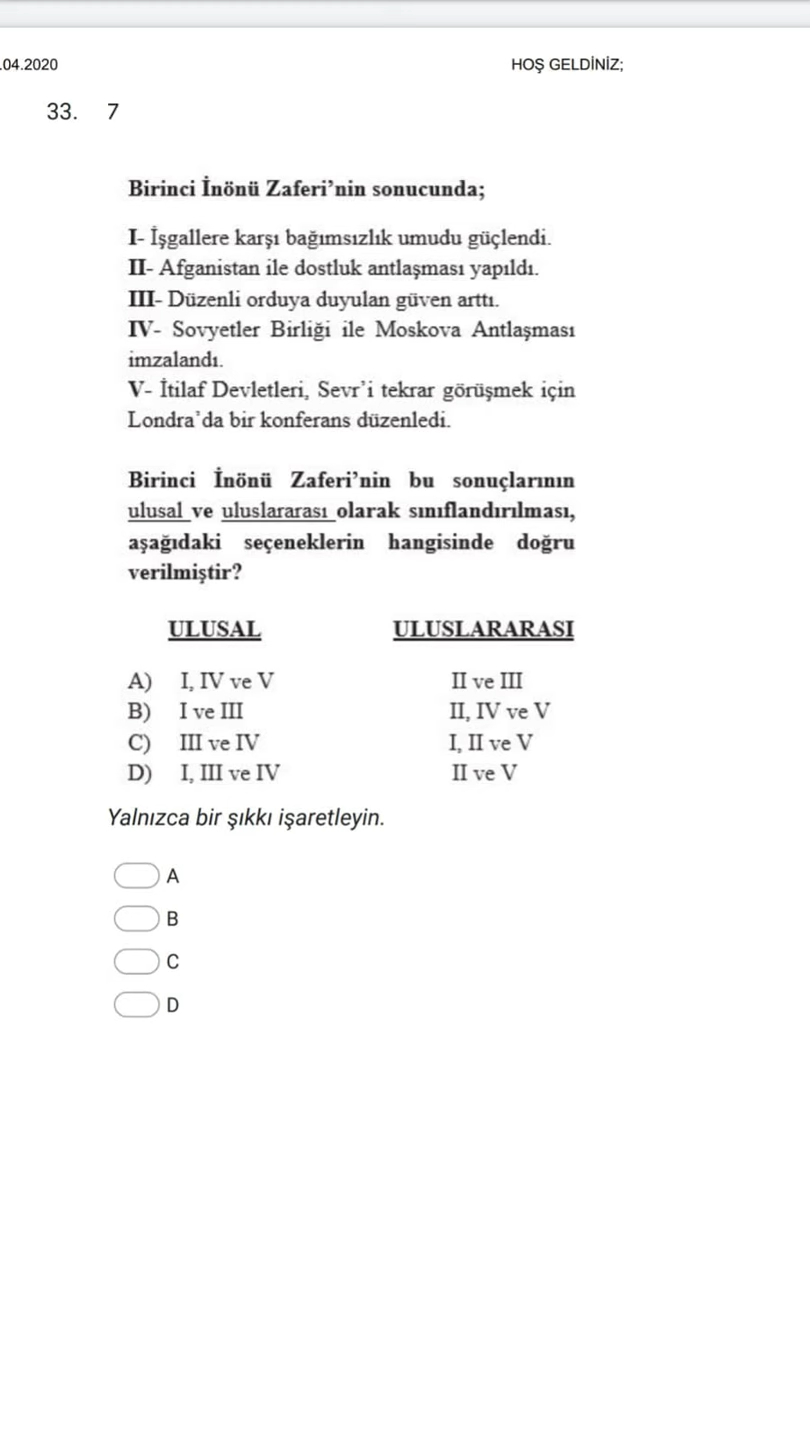 .04.2020 HOŞ GELDİNİZ;
33. 7
Birinci İnönü Zaferi’nin sonucunda;
I- İşgallere karşı bağımsızlık umudu güçlendi.
II- Afganistan ile dostluk antlaşması yapıldı.
III- Düzenli orduya duyulan güven arttı.
IV- Sovyetler Birliği ile Moskova Antlaşması
imzalandı.
V- İtilaf Devletleri, Sevr’i tekrar görüşmek için
Londra’da bir konferans düzenledi.
Birinci İnönü Zaferi’nin bu sonuçlarının
ulusal ve uluslararası olarak sınıflandırılması,
aşağıdaki seçeneklerin hangisinde doğru
verilmiştir?
ULUSAL ULUSLARARASI
A) I, IV ve V II ve III
B) I ve III II, IV ve V
C) III ve IV I, II ve V
D) I, III ve IV II ve V
Yalnızca bir şıkkı işaretleyin.
A
B
C
D